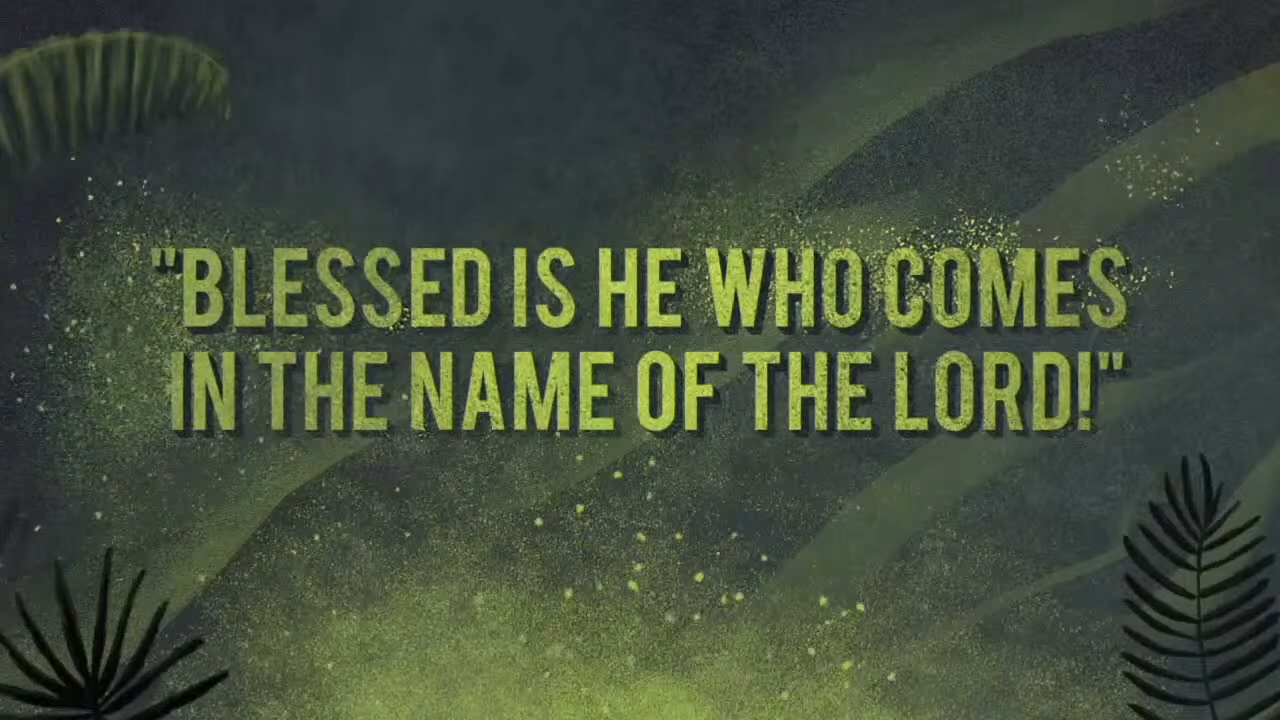 "BLESSED IS HE WHO COMES
IN THE NAME OF THE LORD!"